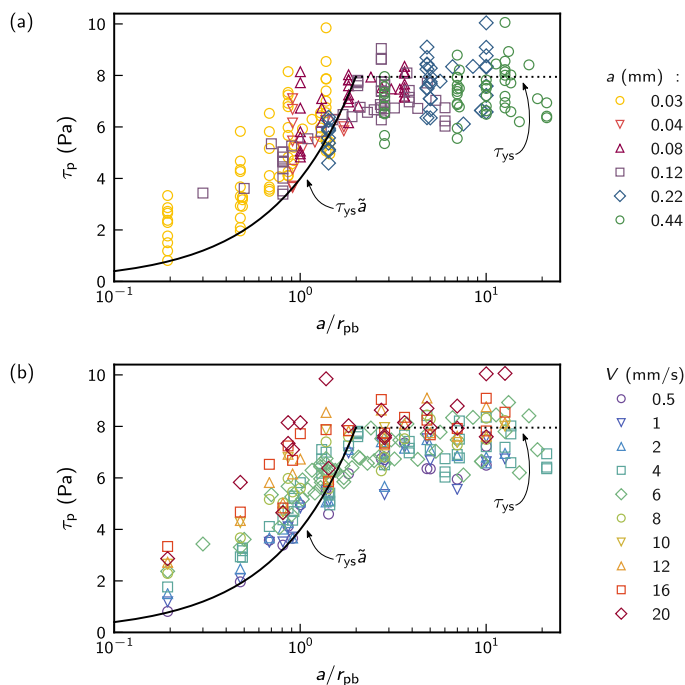 (a)
10
8
6
4
2
0
τp (Pa)
10⁻¹
10⁰
10¹
a/rpb
τys
τysã
a (mm) :
0.03
0.04
0.08
0.12
0.22
0.44
(b)
10
8
6
4
2
0
τp (Pa)
10⁻¹
10⁰
10¹
a/rpb
τys
τysã
V (mm/s)
0.5
1
2
4
6
8
10
12
16
20